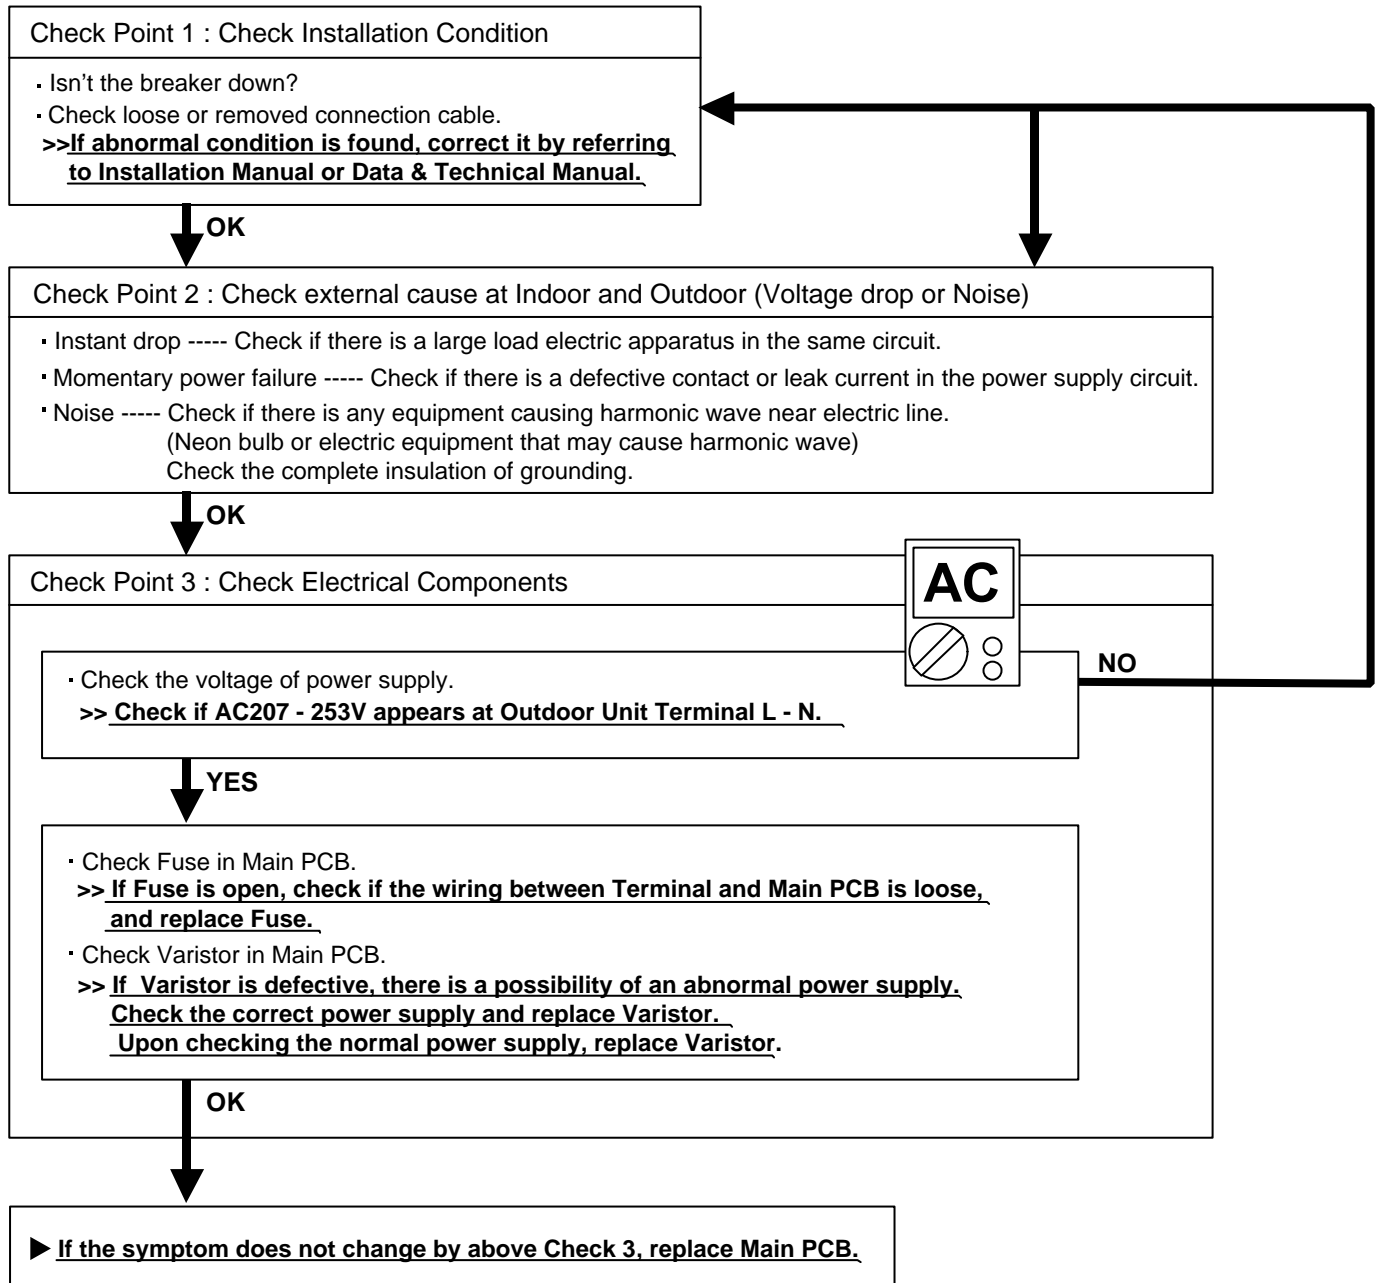 Check Point 1 : Check Installation Condition
· Isn't the breaker down?
· Check loose or removed connection cable.
>>If abnormal condition is found, correct it by referring
to Installation Manual or Data & Technical Manual.
OK
Check Point 2 : Check external cause at Indoor and Outdoor (Voltage drop or Noise)
· Instant drop ----- Check if there is a large load electric apparatus in the same circuit.
· Momentary power failure ----- Check if there is a defective contact or leak current in the power supply circuit.
· Noise ----- Check if there is any equipment causing harmonic wave near electric line.
(Neon bulb or electric equipment that may cause harmonic wave)
Check the complete insulation of grounding.
OK
Check Point 3 : Check Electrical Components
AC
NO
· Check the voltage of power supply.
>> Check if AC207 - 253V appears at Outdoor Unit Terminal L - N.
YES
· Check Fuse in Main PCB.
>> If Fuse is open, check if the wiring between Terminal and Main PCB is loose,
and replace Fuse.
· Check Varistor in Main PCB.
>> If  Varistor is defective, there is a possibility of an abnormal power supply.
Check the correct power supply and replace Varistor.
Upon checking the normal power supply, replace Varistor.
OK
▶ If the symptom does not change by above Check 3, replace Main PCB.